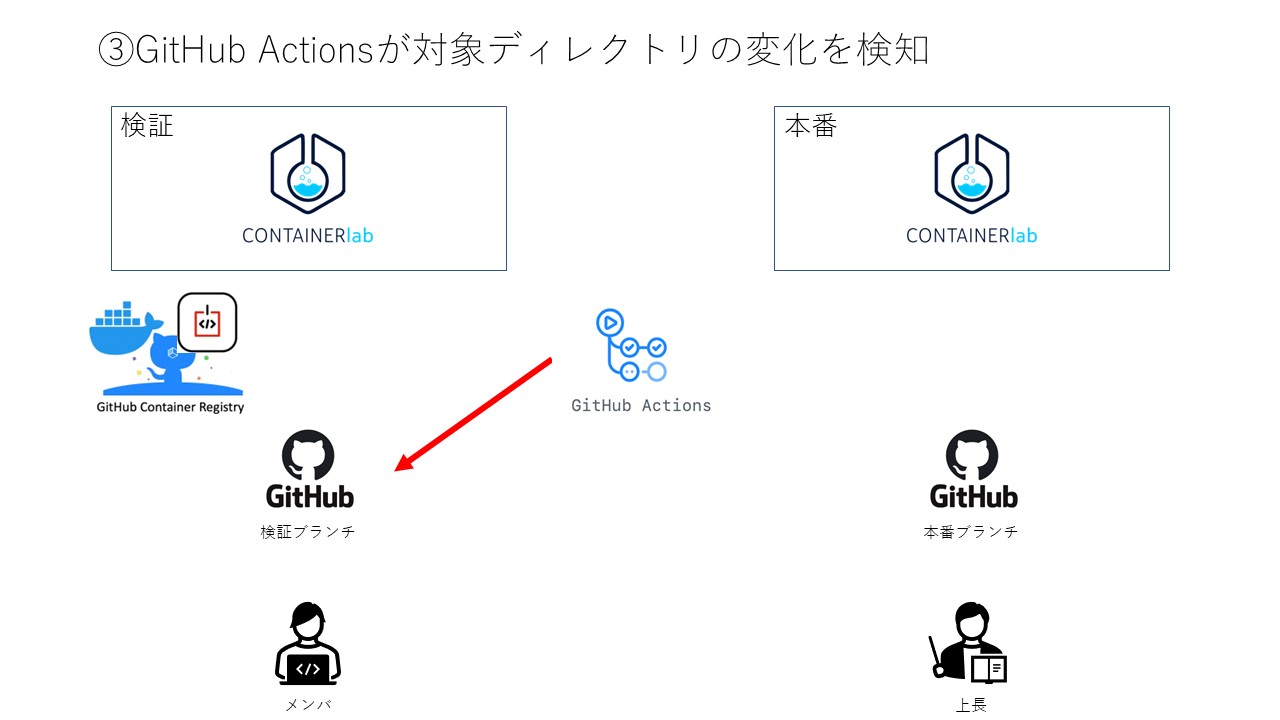 ③GitHub Actionsが対象ディレクトリの変化を検知
検証
CONTAINERlab
本番
CONTAINERlab
</>
GitHub Container Registry
GitHub Actions
GitHub
検証ブランチ
GitHub
本番ブランチ
</>
メンバ
上長